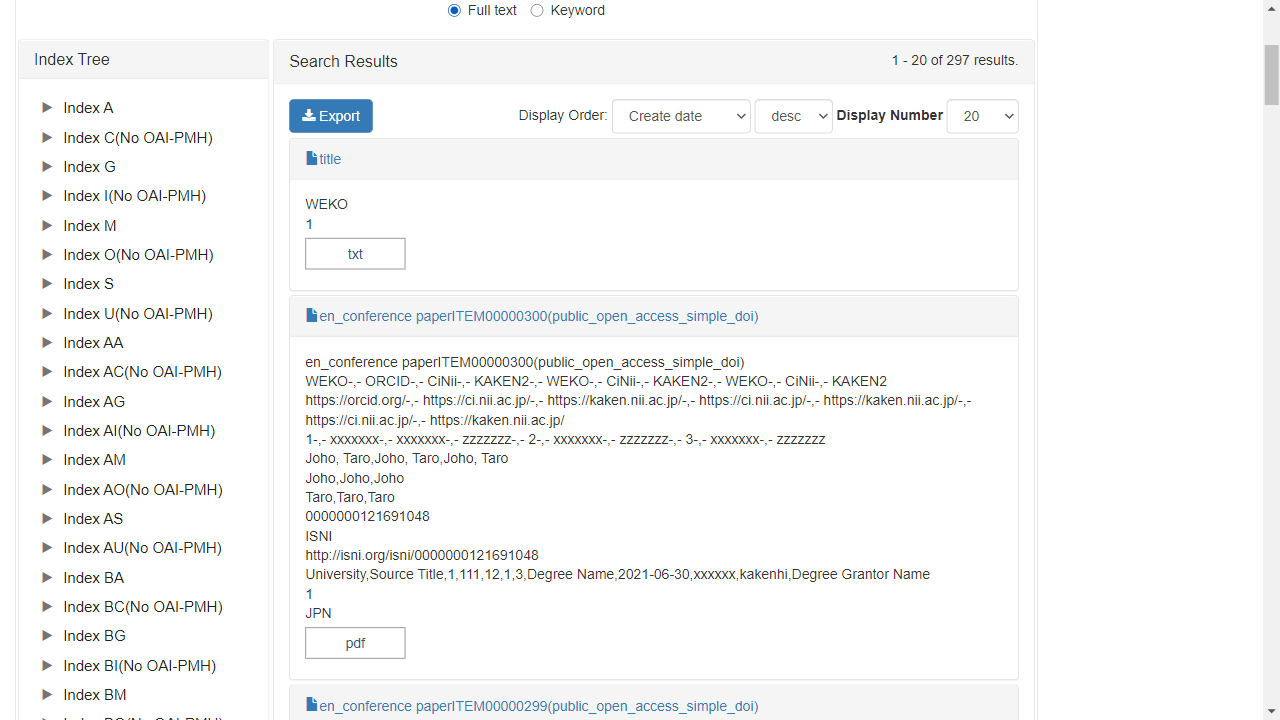 Full text Keyword
Index Tree
Index A
Index C(No OAI-PMH)
Index G
Index I(No OAI-PMH)
Index M
Index O(No OAI-PMH)
Index S
Index U(No OAI-PMH)
Index AA
Index AC(No OAI-PMH)
Index AG
Index AI(No OAI-PMH)
Index AM
Index AO(No OAI-PMH)
Index AS
Index AU(No OAI-PMH)
Index BA
Index BC(No OAI-PMH)
Index BG
Index BI(No OAI-PMH)
Index BM
Search Results 1 - 20 of 297 results.
Export Display Order: Create date desc Display Number 20
title
WEKO
1
txt
en_conference paperITEM00000300(public_open_access_simple_doi)
en_conference paperITEM00000300(public_open_access_simple_doi)
WEKO-,- ORCID-,- CiNii-,- KAKEN2-,- WEKO-,- CiNii-,- KAKEN2-,- WEKO-,- CiNii-,- KAKEN2
https://orcid.org/-,- https://ci.nii.ac.jp/-,- https://kaken.nii.ac.jp/-,- https://ci.nii.ac.jp/-,- https://kaken.nii.ac.jp/-,-
https://ci.nii.ac.jp/-,- https://kaken.nii.ac.jp/
1-,- xxxxxxx-,- xxxxxxx-,- zzzzzzz-,- 2-,- xxxxxxx-,- zzzzzzz-,- 3-,- xxxxxxx-,- zzzzzzz
Joho, Taro,Joho, Taro,Joho, Taro
Joho,Joho,Joho
Taro,Taro,Taro
0000000121691048
ISNI
http://isni.org/isni/0000000121691048
University,Source Title,1,111,12,1,3,Degree Name,2021-06-30,xxxxxx,kakenhi,Degree Grantor Name
1
JPN
pdf
en_conference paperITEM00000299(public_open_access_simple_doi)